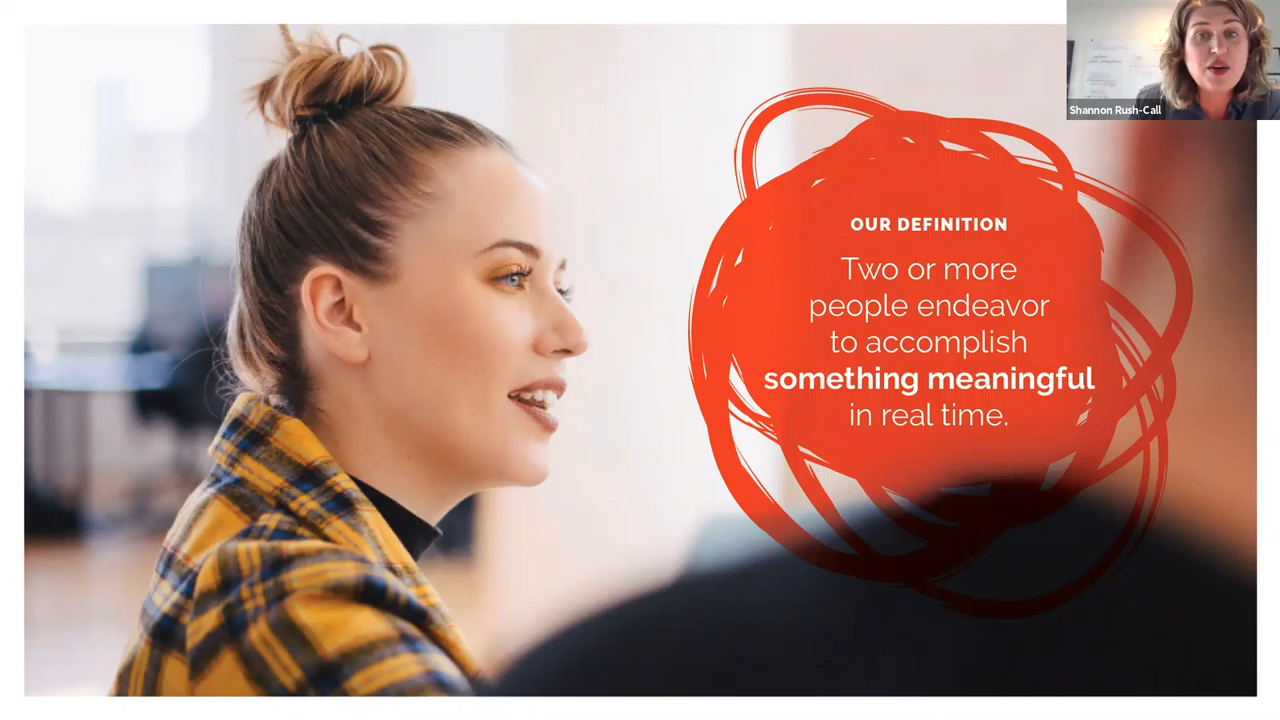 Shannon Rush-Call
OUR DEFINITION
Two or more
people endeavor
to accomplish
something meaningful
in real time.